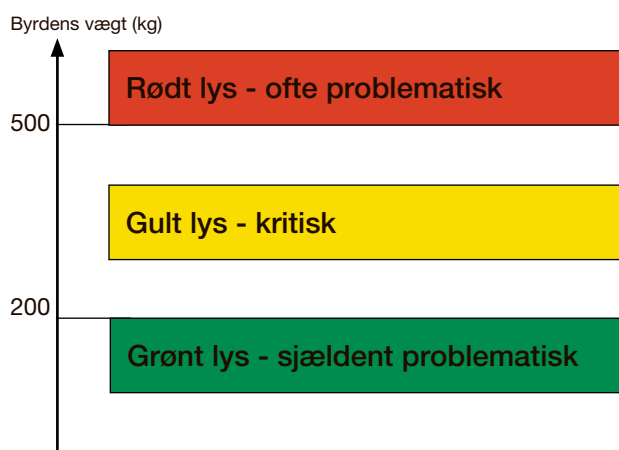 Byrdens vægt (kg)
Rødt lys - ofte problematisk
500
Gult lys - kritisk
200
Grønt lys - sjældent problematisk